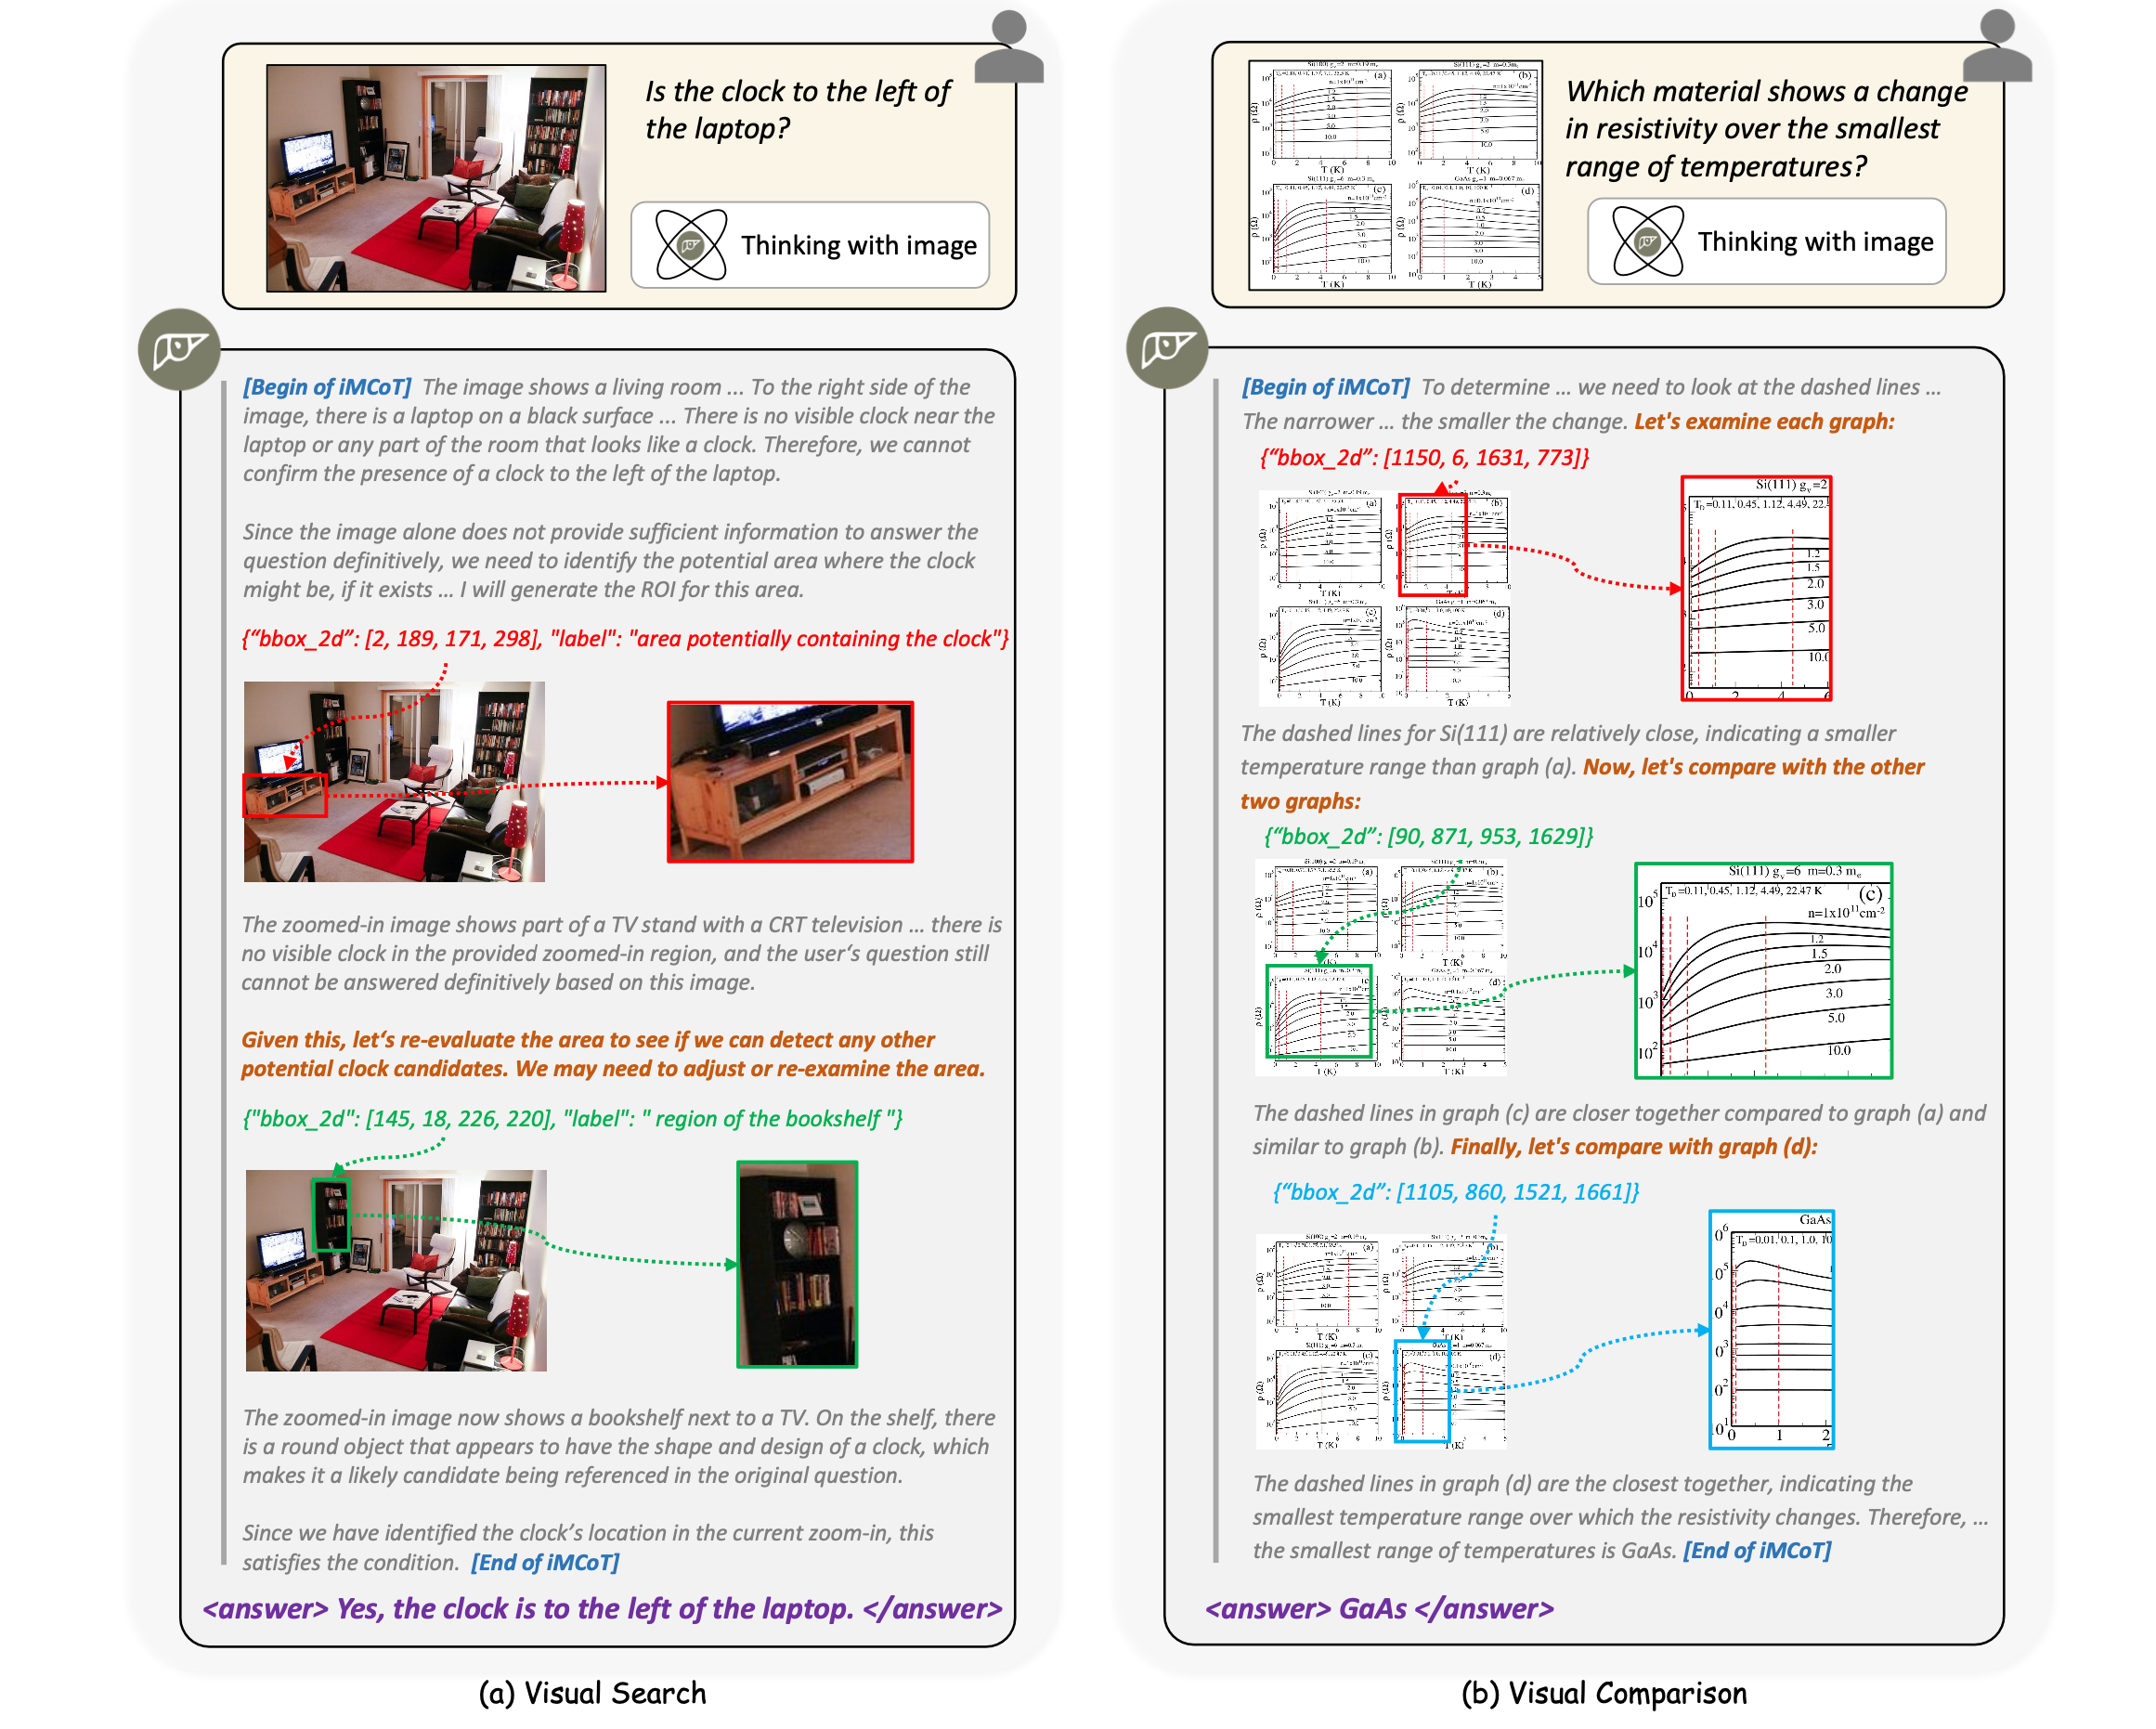 Is the clock to the left of
the laptop?
Thinking with image
[Begin of iMCoT] The image shows a living room ... To the right side of the
image, there is a laptop on a black surface ... There is no visible clock near the
laptop or any part of the room that looks like a clock. Therefore, we cannot
confirm the presence of a clock to the left of the laptop.
Since the image alone does not provide sufficient information to answer the
question definitively, we need to identify the potential area where the clock
might be, if it exists ... I will generate the ROI for this area.
{“bbox_2d”: [2, 189, 171, 298], "label": "area potentially containing the clock"}
The zoomed-in image shows part of a TV stand with a CRT television ... there is
no visible clock in the provided zoomed-in region, and the user‘s question still
cannot be answered definitively based on this image.
Given this, let‘s re-evaluate the area to see if we can detect any other
potential clock candidates. We may need to adjust or re-examine the area.
{"bbox_2d": [145, 18, 226, 220], "label": " region of the bookshelf "}
The zoomed-in image now shows a bookshelf next to a TV. On the shelf, there
is a round object that appears to have the shape and design of a clock, which
makes it a likely candidate being referenced in the original question.
Since we have identified the clock’s location in the current zoom-in, this
satisfies the condition. [End of iMCoT]
<answer> Yes, the clock is to the left of the laptop. </answer>
(a) Visual Search
Which material shows a change
in resistivity over the smallest
range of temperatures?
Thinking with image
[Begin of iMCoT] To determine ... we need to look at the dashed lines ...
The narrower ... the smaller the change. Let's examine each graph:
{“bbox_2d”: [1150, 6, 1631, 773]}
Si(111) g_v=2
T_D=0.11, 0.45, 1.12, 4.49, 22.4
1.2
1.5
2.0
3.0
5.0
10.0
0 2 4 6
The dashed lines for Si(111) are relatively close, indicating a smaller
temperature range than graph (a). Now, let's compare with the other
two graphs:
{“bbox_2d”: [90, 871, 953, 1629]}
Si(111) g_v=6 m=0.3 m_e
T_D=0.11, 0.45, 1.12, 4.49, 22.47 K
(c)
n=1x10^11cm^-2
10^5
10^4
10^3
10^2
1.2
1.5
2.0
3.0
5.0
10.0
The dashed lines in graph (c) are closer together compared to graph (a) and
similar to graph (b). Finally, let's compare with graph (d):
{“bbox_2d”: [1105, 860, 1521, 1661]}
GaAs
T_D=0.01, 0.1, 1.0, 10
0^6
0^5
0^4
0^3
0^2
0^1
0 1 2
The dashed lines in graph (d) are the closest together, indicating the
smallest temperature range over which the resistivity changes. Therefore, ...
the smallest range of temperatures is GaAs. [End of iMCoT]
<answer> GaAs </answer>
(b) Visual Comparison